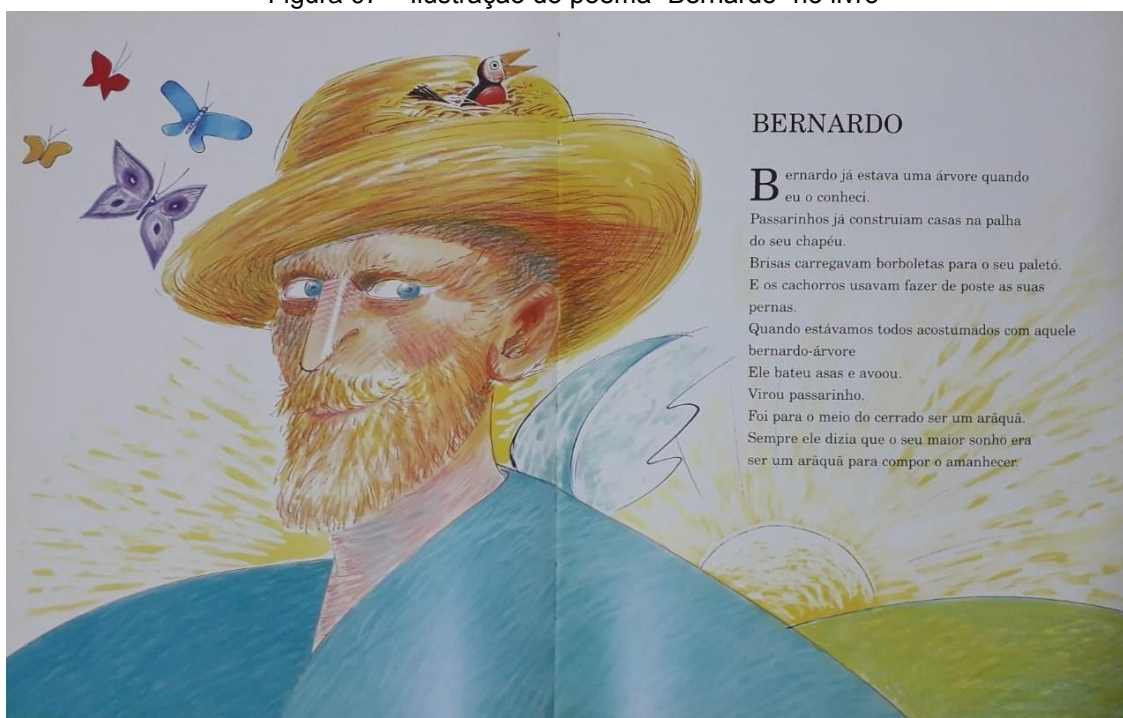 Figura 07 – Ilustração do poema "Bernardo" no livro
BERNARDO
Bernardo já estava uma árvore quando
eu o conheci.
Passarinhos já construiam casas na palha
do seu chapéu.
Brisas carregavam borboletas para o seu paletó.
E os cachorros usavam fazer de poste as suas
pernas.
Quando estávamos todos acostumados com aquele
bernardo-árvore
Ele bateu asas e avoou.
Virou passarinho.
Foi para o meio do cerrado ser um arãquã.
Sempre ele dizia que o seu maior sonho era
ser um arãquã para compor o amanhecer.